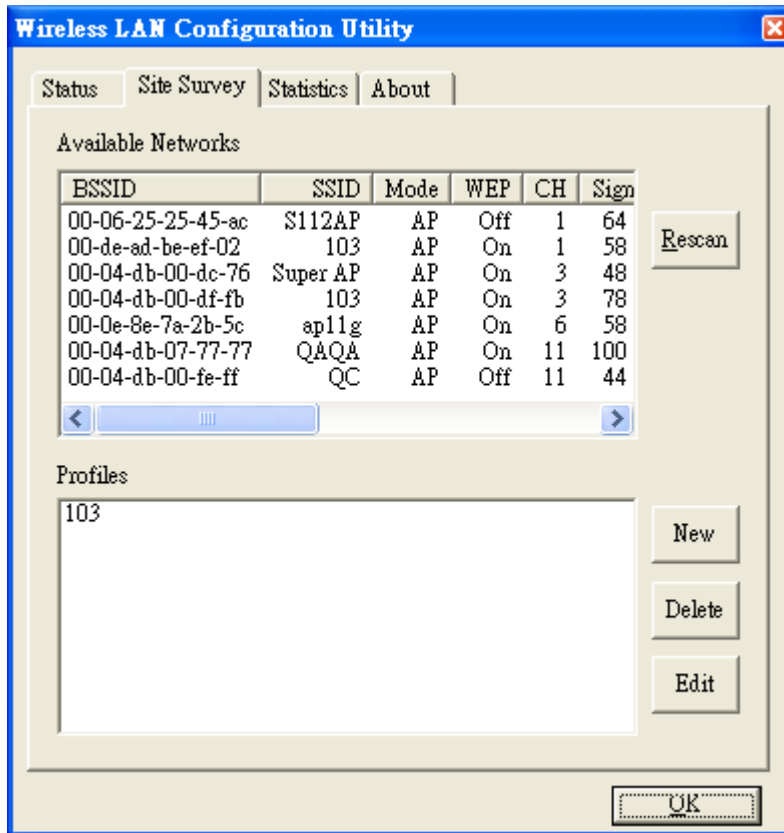 Wireless LAN Configuration Utility
Status Site Survey Statistics About
Available Networks
BSSID SSID Mode WEP CH Sign
00-06-25-25-45-ac S112AP AP Off 1 64
00-de-ad-be-ef-02 103 AP On 1 58
00-04-db-00-dc-76 Super AP AP On 3 48
00-04-db-00-df-fb 103 AP On 3 78
00-0e-8e-7a-2b-5c ap11g AP On 6 58
00-04-db-07-77-77 QAQA AP On 11 100
00-04-db-00-fe-ff QC AP Off 11 44
Rescan
Profiles
103
New
Delete
Edit
OK